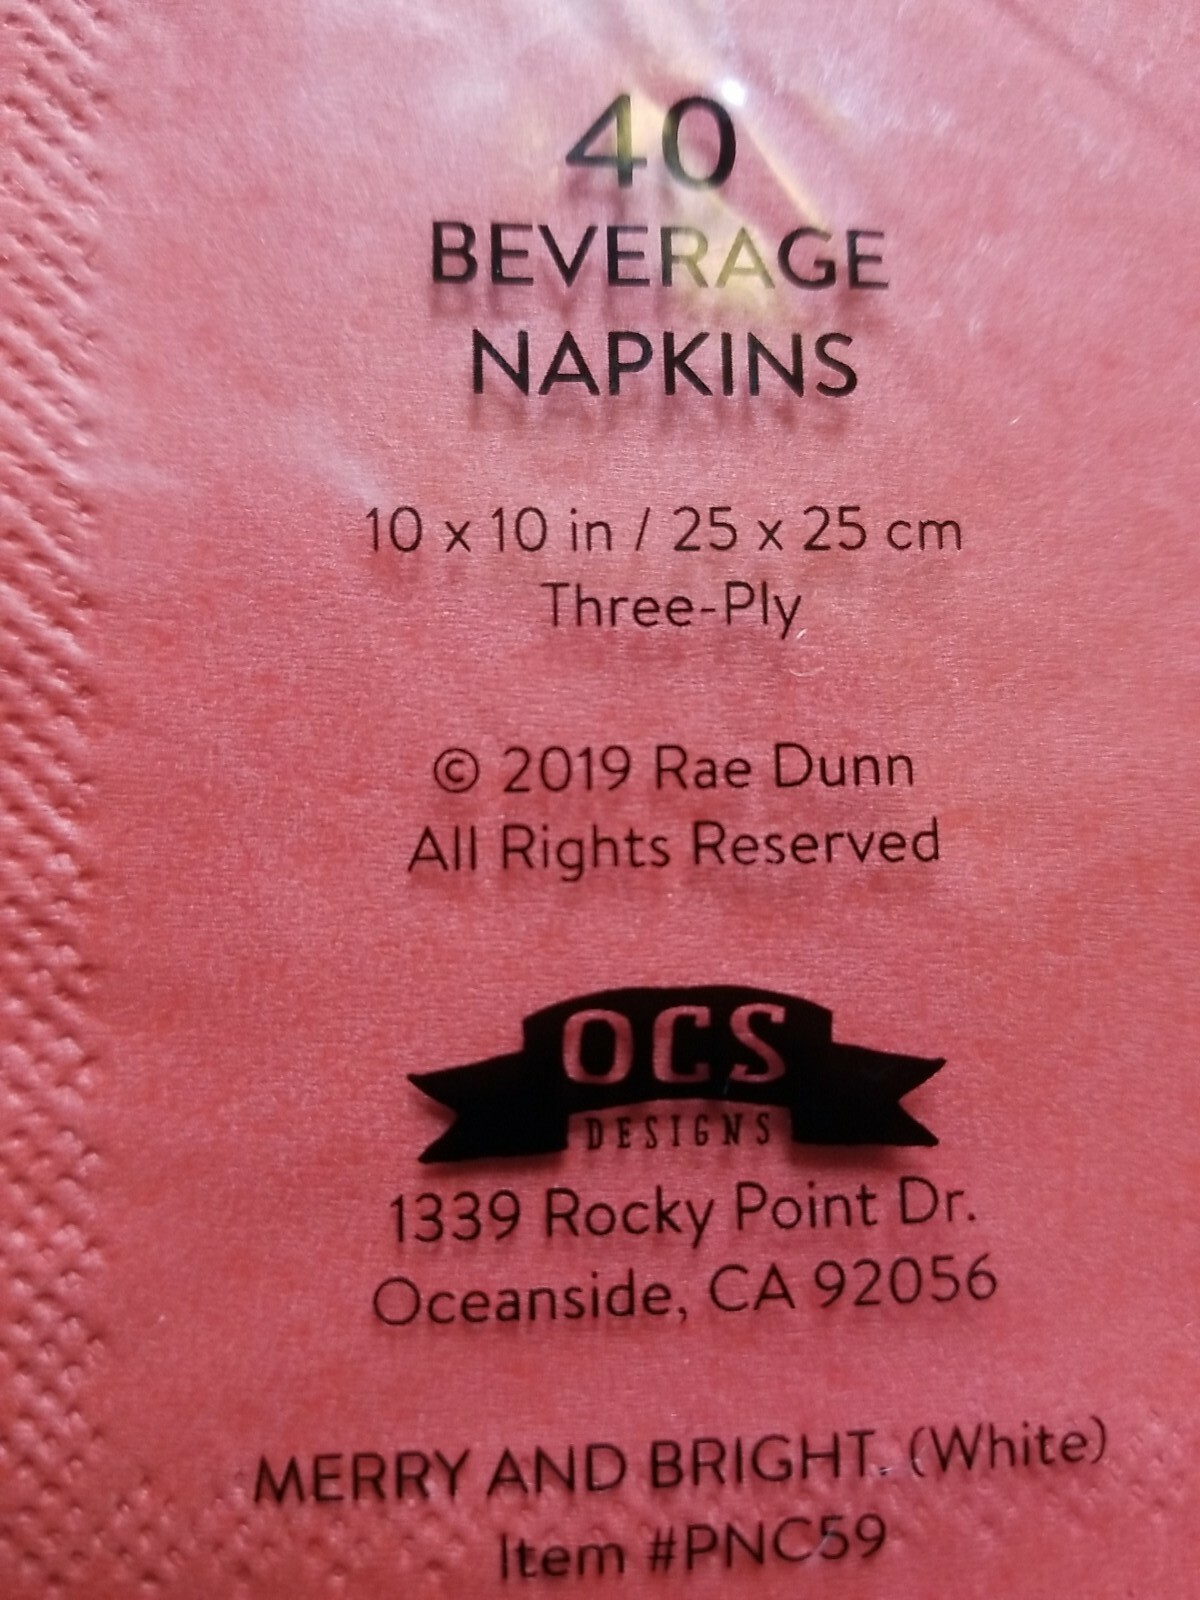 40
BEVERAGE
NAPKINS
10 x 10 in / 25 x 25 cm
Three-Ply
© 2019 Rae Dunn
All Rights Reserved
OCS
DESIGNS
1339 Rocky Point Dr.
Oceanside, CA 92056
MERRY AND BRIGHT. (White)
Item #PNC59